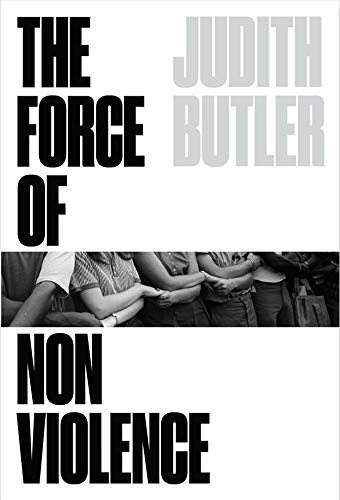 THE
FORCE
OF
NON
VIOLENCE
JUDITH
BUTLER